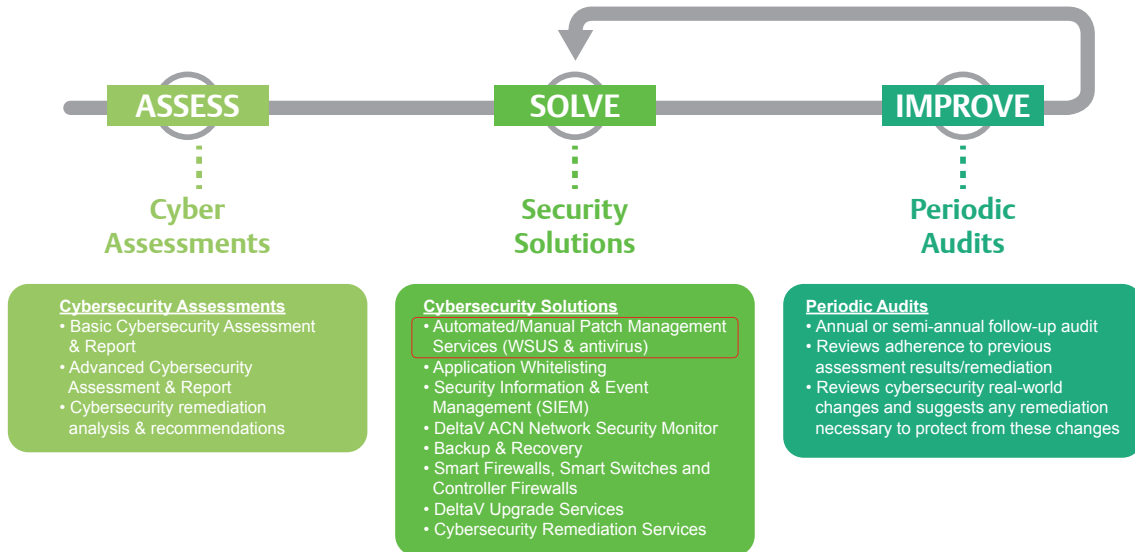 ASSESS
SOLVE
IMPROVE
Cyber
Assessments
Security
Solutions
Periodic
Audits
Cybersecurity Assessments
• Basic Cybersecurity Assessment
& Report
• Advanced Cybersecurity
Assessment & Report
• Cybersecurity remediation
analysis & recommendations
Cybersecurity Solutions
• Automated/Manual Patch Management
Services (WSUS & antivirus)
• Application Whitelisting
• Security Information & Event
Management (SIEM)
• DeltaV ACN Network Security Monitor
• Backup & Recovery
• Smart Firewalls, Smart Switches and
Controller Firewalls
• DeltaV Upgrade Services
• Cybersecurity Remediation Services
Periodic Audits
• Annual or semi-annual follow-up audit
• Reviews adherence to previous
assessment results/remediation
• Reviews cybersecurity real-world
changes and suggests any remediation
necessary to protect from these changes